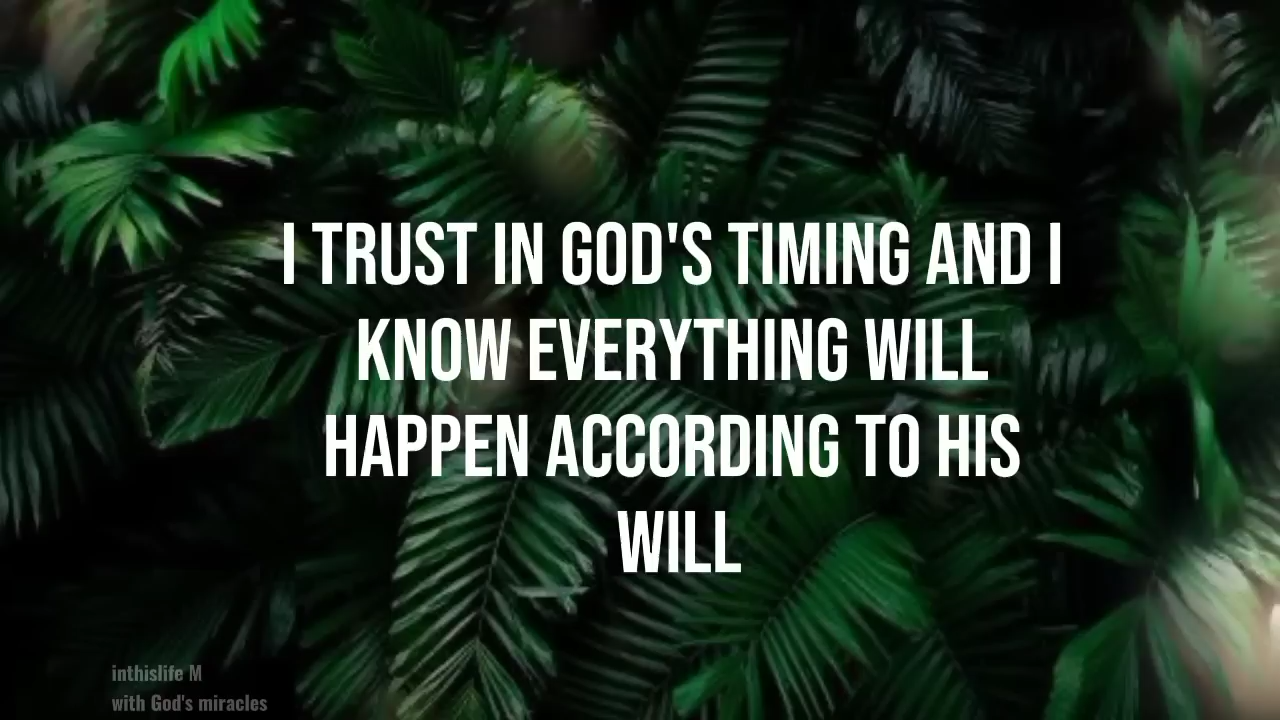 I TRUST IN GOD'S TIMING AND I
KNOW EVERYTHING WILL
HAPPEN ACCORDING TO HIS
WILL
inthislife M
with God's miracles